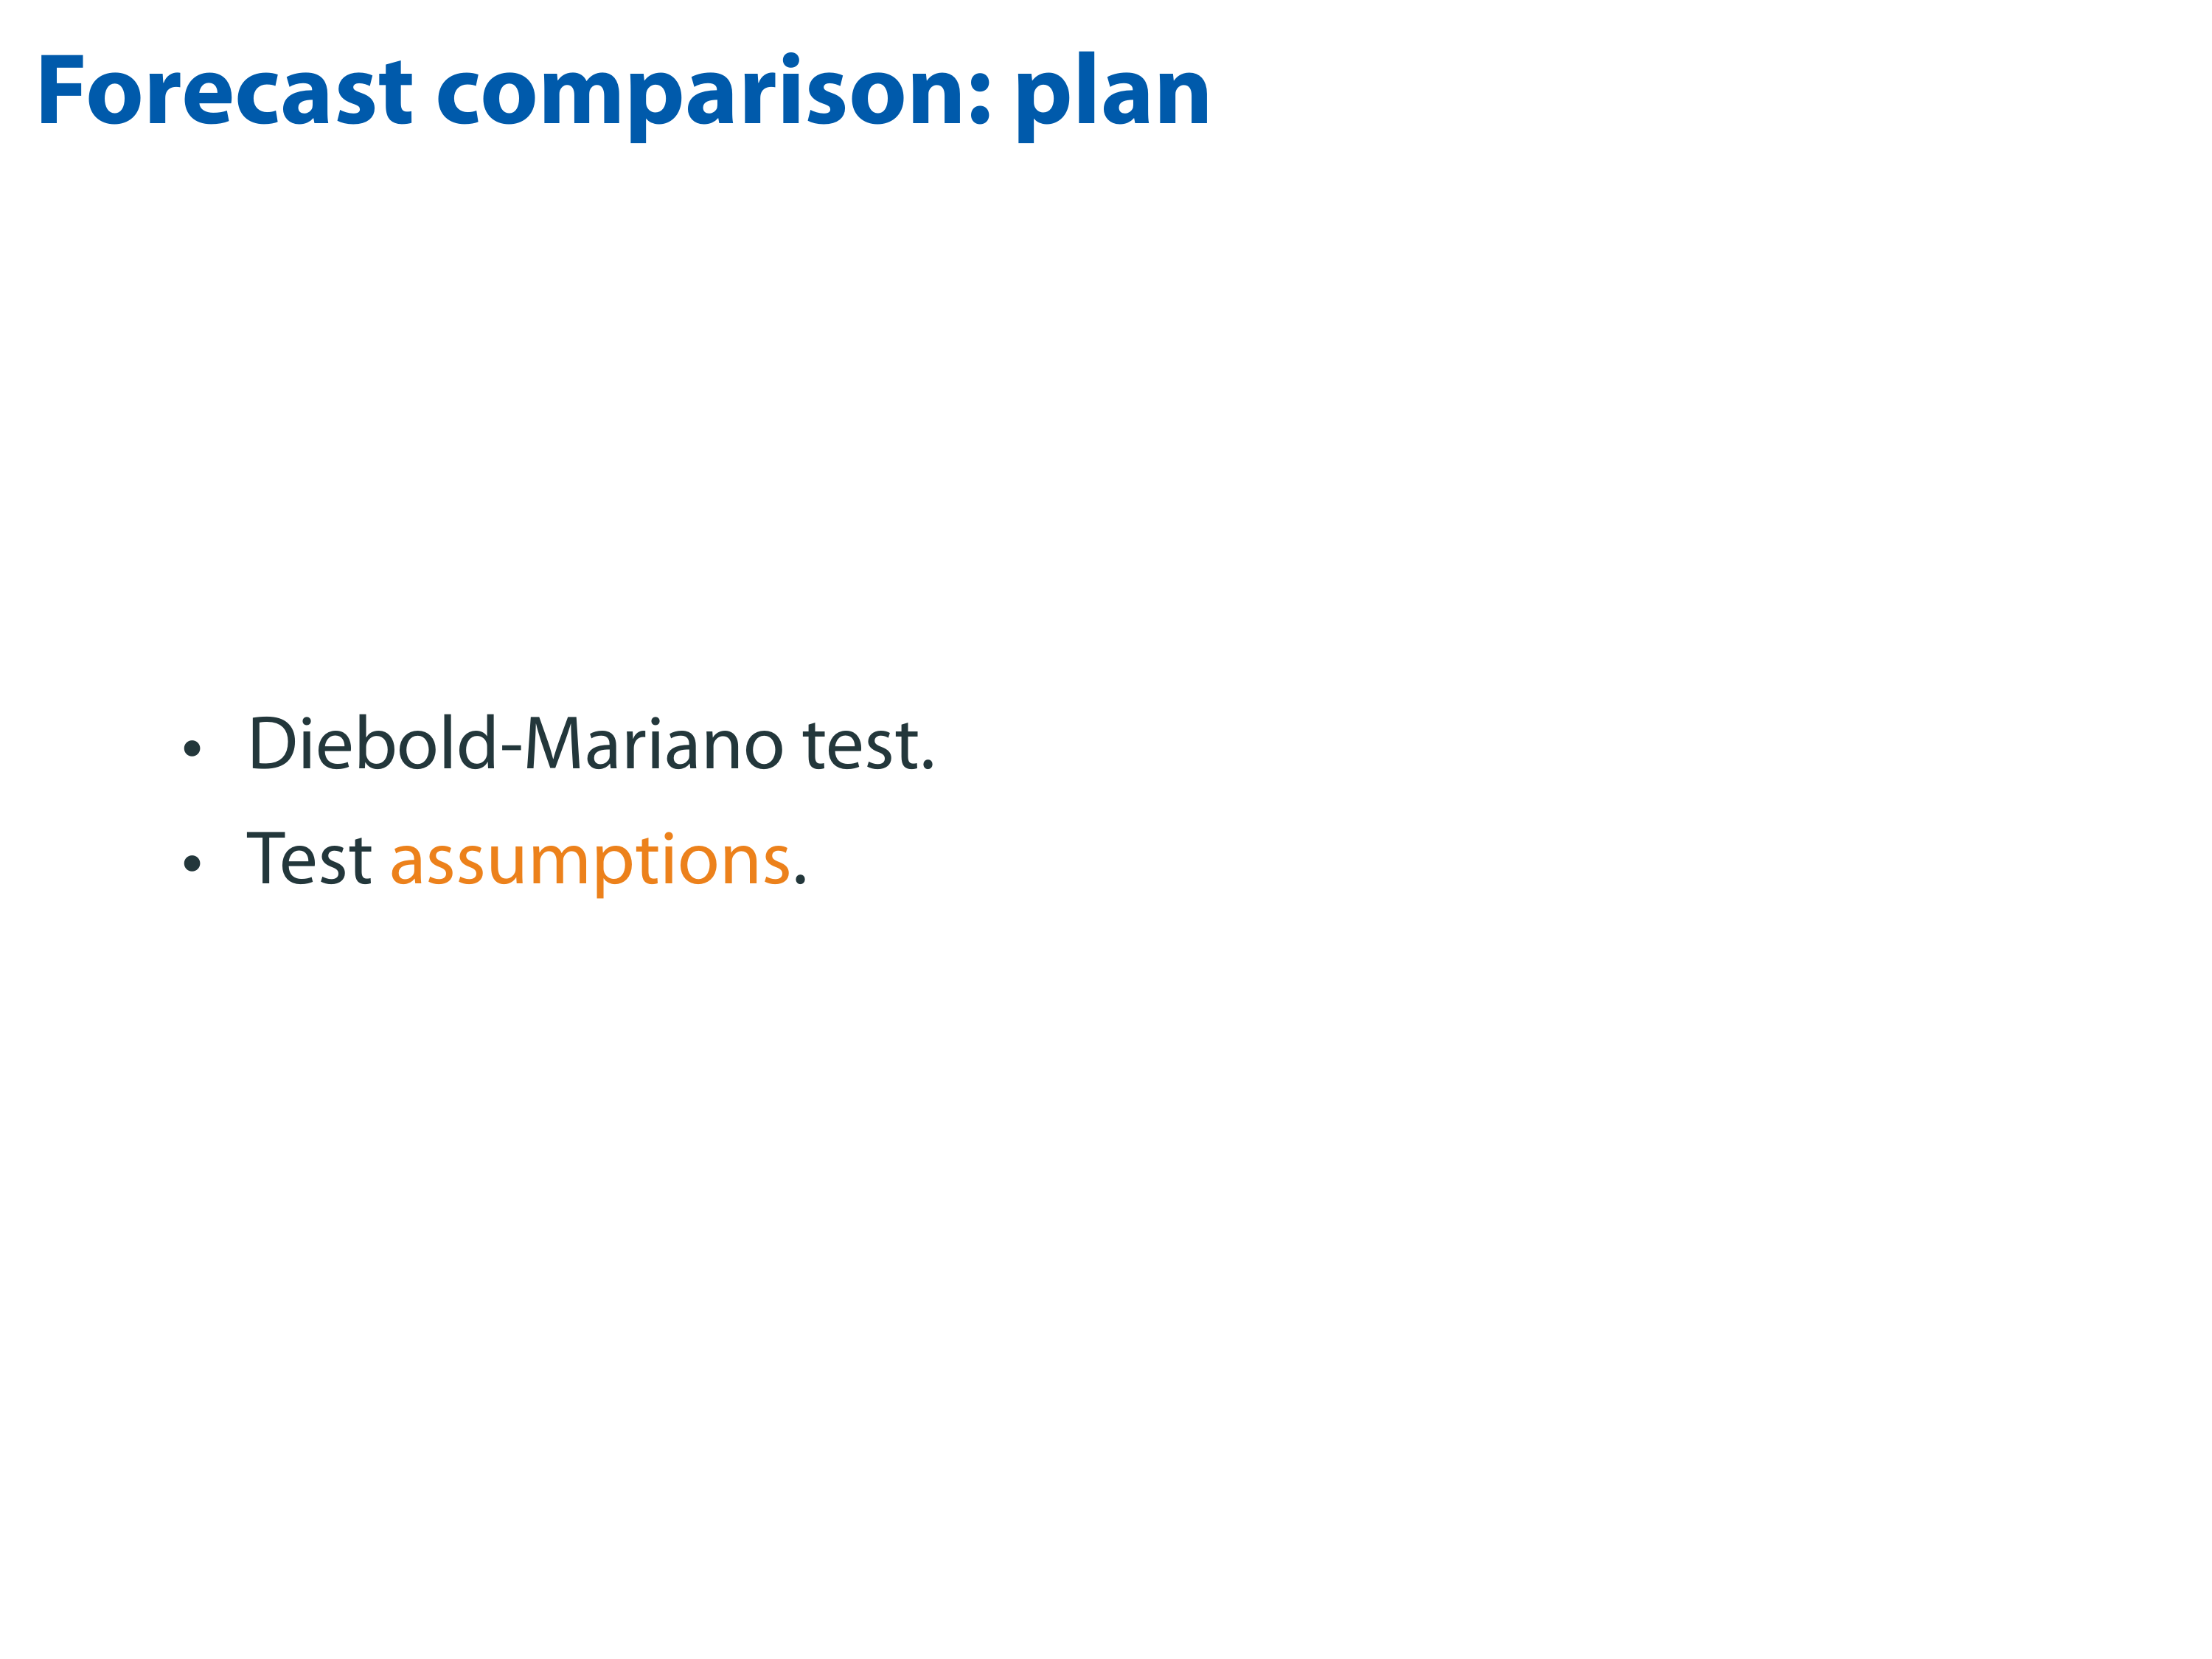 Forecast comparison: plan
• Diebold-Mariano test.
• Test assumptions.